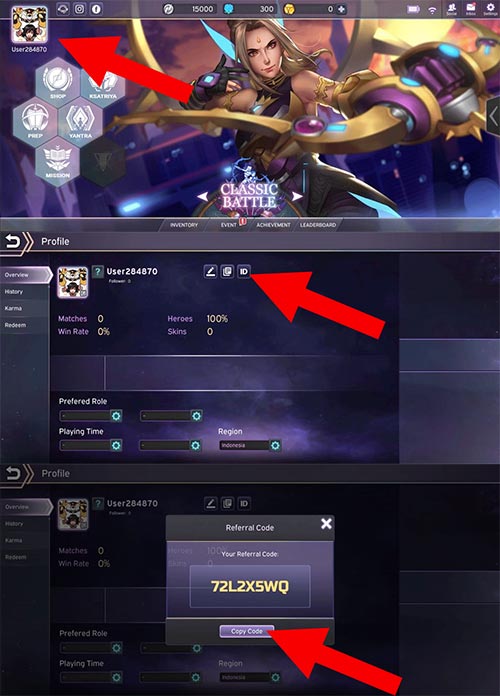 15000 300 0 +
Social Inbox Settings
User284870
SHOP KSATRIYA
PREP YANTRA
MISSION
CLASSIC
BATTLE
INVENTORY EVENT ACHIEVEMENT LEADERBOARD
Profile
Overview
History
Karma
Redeem
? User284870
Follower 0
ID
Matches 0 Heroes 100%
Win Rate 0% Skins 0
Prefered Role
- -
Playing Time Region
- - Indonesia
Profile
Overview
History
Karma
Redeem
? User284870
Follower 0
ID
Referral Code
Your Referral Code:
72L2X5WQ
Copy Code
Matches 0 100%
Win Rate 0%
Prefered Role
-
Playing Time Region
- - Indonesia